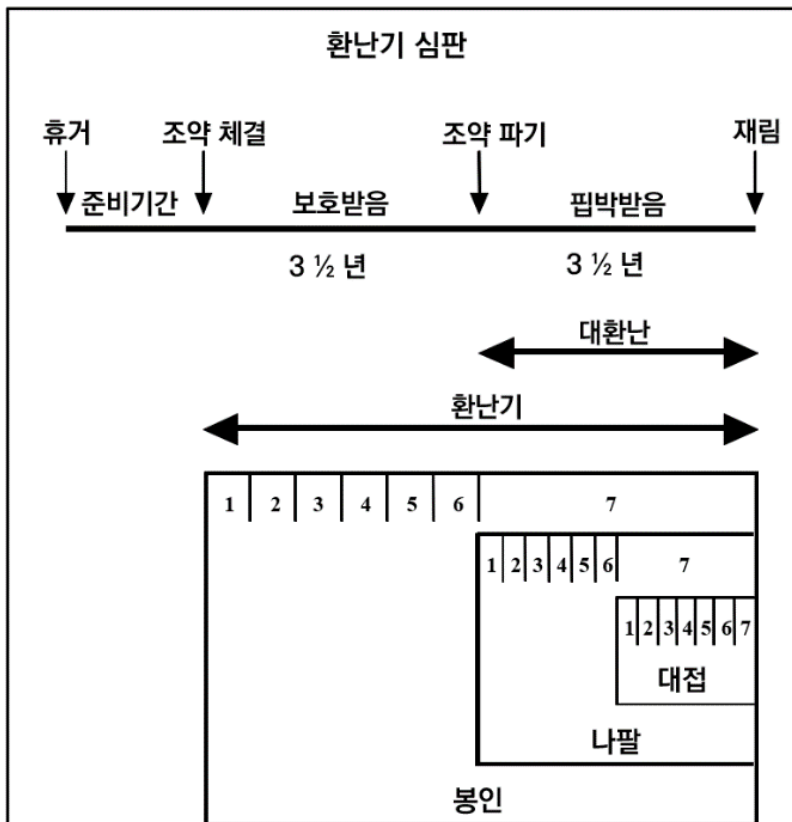 환난기 심판
휴거 조약 체결 조약 파기 재림
준비기간 보호받음 핍박받음
3 ½ 년 3 ½ 년
대환난
환난기
1 2 3 4 5 6 7
1 2 3 4 5 6 7
1 2 3 4 5 6 7
대접
나팔
봉인